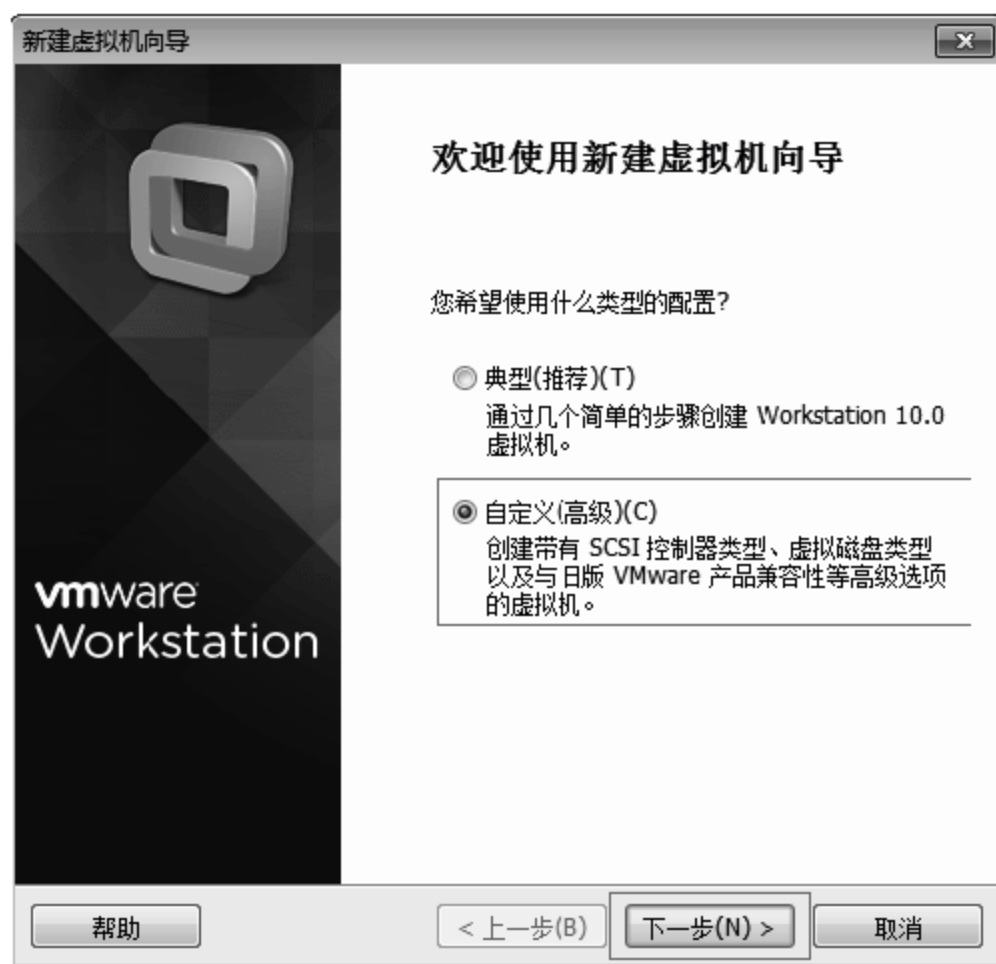 新建虚拟机向导
欢迎使用新建虚拟机向导
您希望使用什么类型的配置?
典型(推荐)(T)
通过几个简单的步骤创建 Workstation 10.0
虚拟机。
自定义(高级)(C)
创建带有 SCSI 控制器类型、虚拟磁盘类型
以及与日版 VMware 产品兼容性等高级选项
的虚拟机。
vmware
Workstation
帮助
< 上一步(B)
下一步(N) >
取消